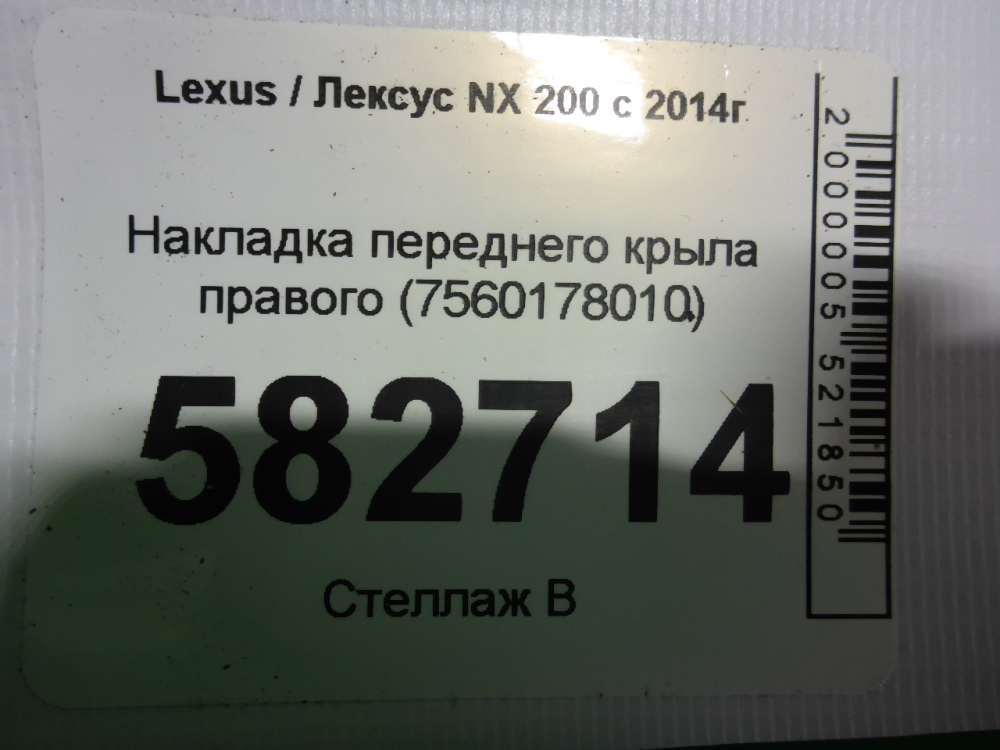 Lexus / Лексус NX 200 с 2014г
Накладка переднего крыла
правого (7560178010)
582714
Стеллаж В
2000005521850